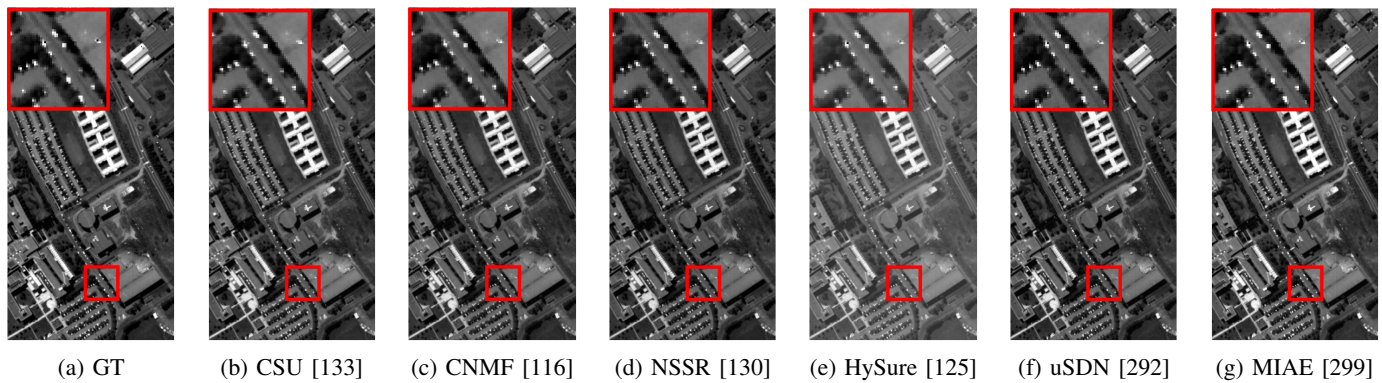 (a) GT
(b) CSU [133]
(c) CNMF [116]
(d) NSSR [130]
(e) HySure [125]
(f) uSDN [292]
(g) MIAE [299]